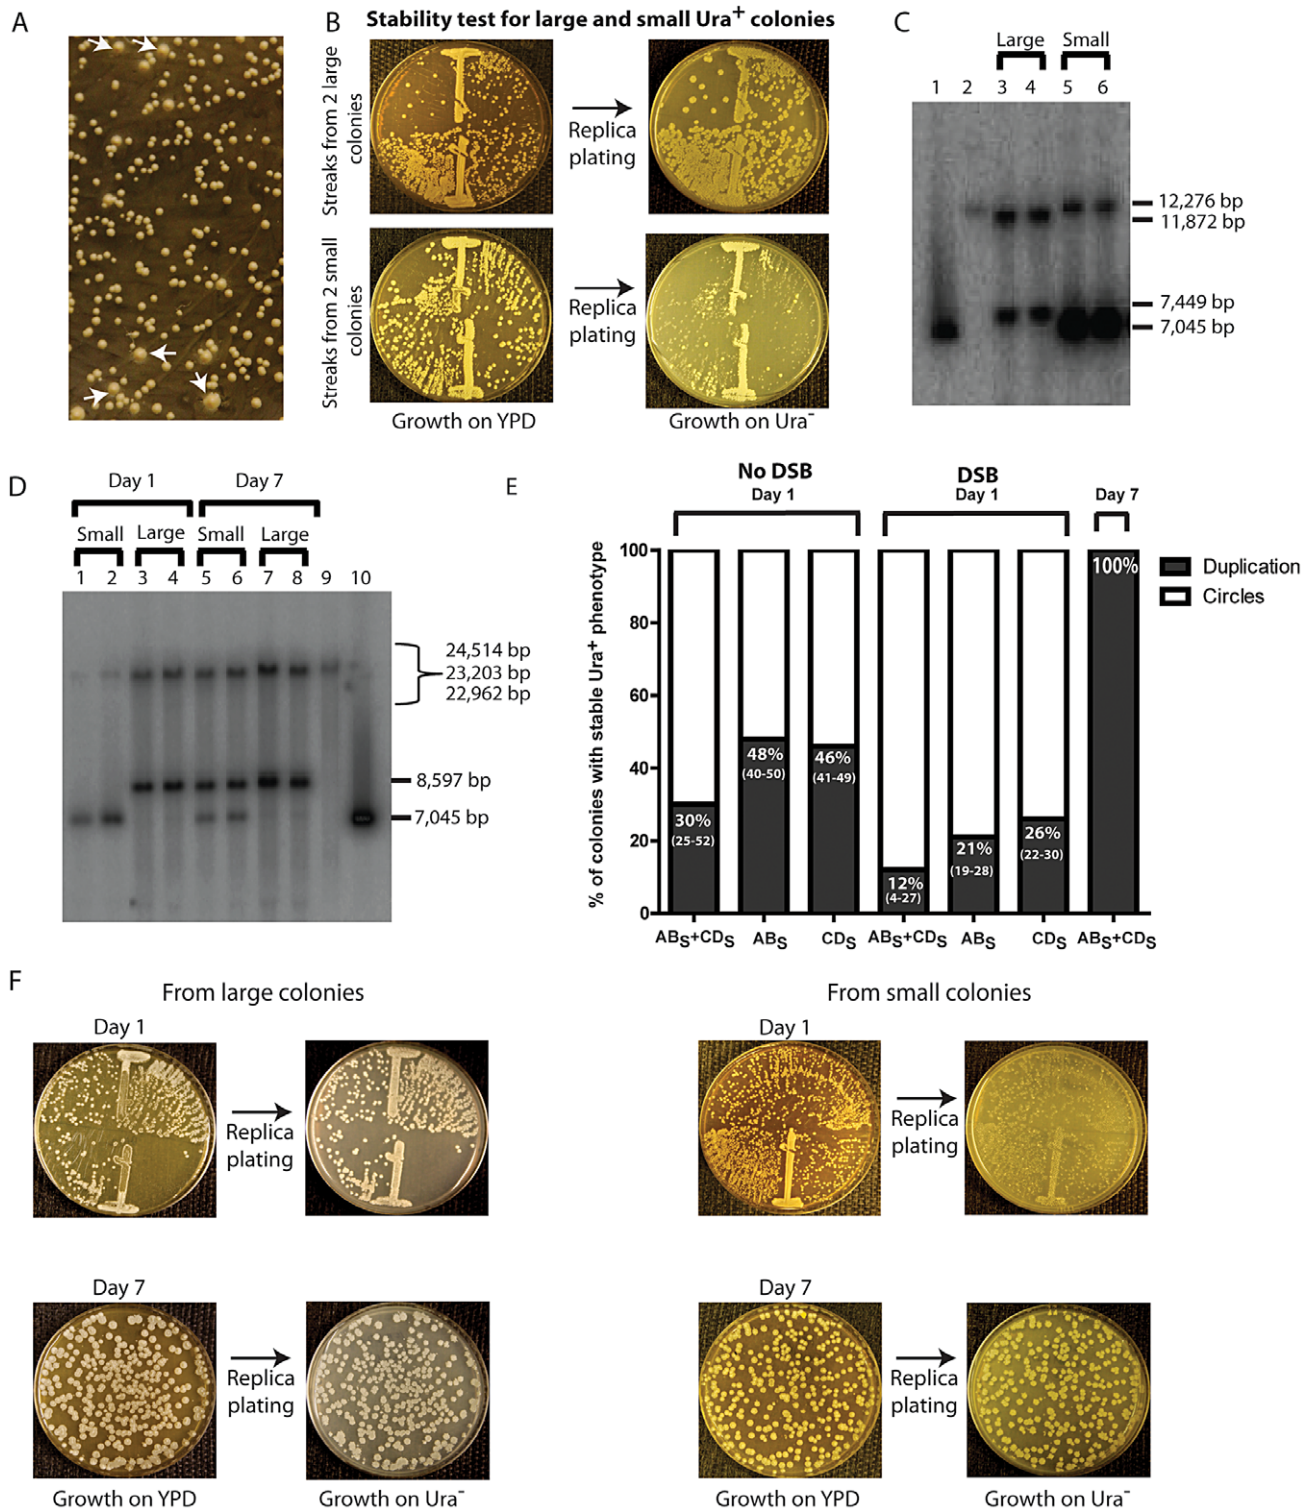 A
B
Stability test for large and small Ura⁺ colonies
Streaks from 2 large
colonies
Replica
plating
Streaks from 2 small
colonies
Replica
plating
Growth on YPD
Growth on Ura⁻
C
Large
Small
1 2 3 4 5 6
12,276 bp
11,872 bp
7,449 bp
7,045 bp
D
Day 1
Day 7
Small
Large
Small
Large
1 2 3 4 5 6 7 8 9 10
24,514 bp
23,203 bp
22,962 bp
8,597 bp
7,045 bp
E
No DSB
Day 1
DSB
Day 1
Day 7
% of colonies with stable Ura⁺ phenotype
100
80
60
40
20
0
30%
(25-52)
48%
(40-50)
46%
(41-49)
12%
(4-27)
21%
(19-28)
26%
(22-30)
100%
ABS+CDS
ABS
CDS
ABS+CDS
ABS
CDS
ABS+CDS
Duplication
Circles
F
From large colonies
Day 1
Replica
plating
Day 7
Replica
plating
Growth on YPD
Growth on Ura⁻
From small colonies
Day 1
Replica
plating
Day 7
Replica
plating
Growth on YPD
Growth on Ura⁻